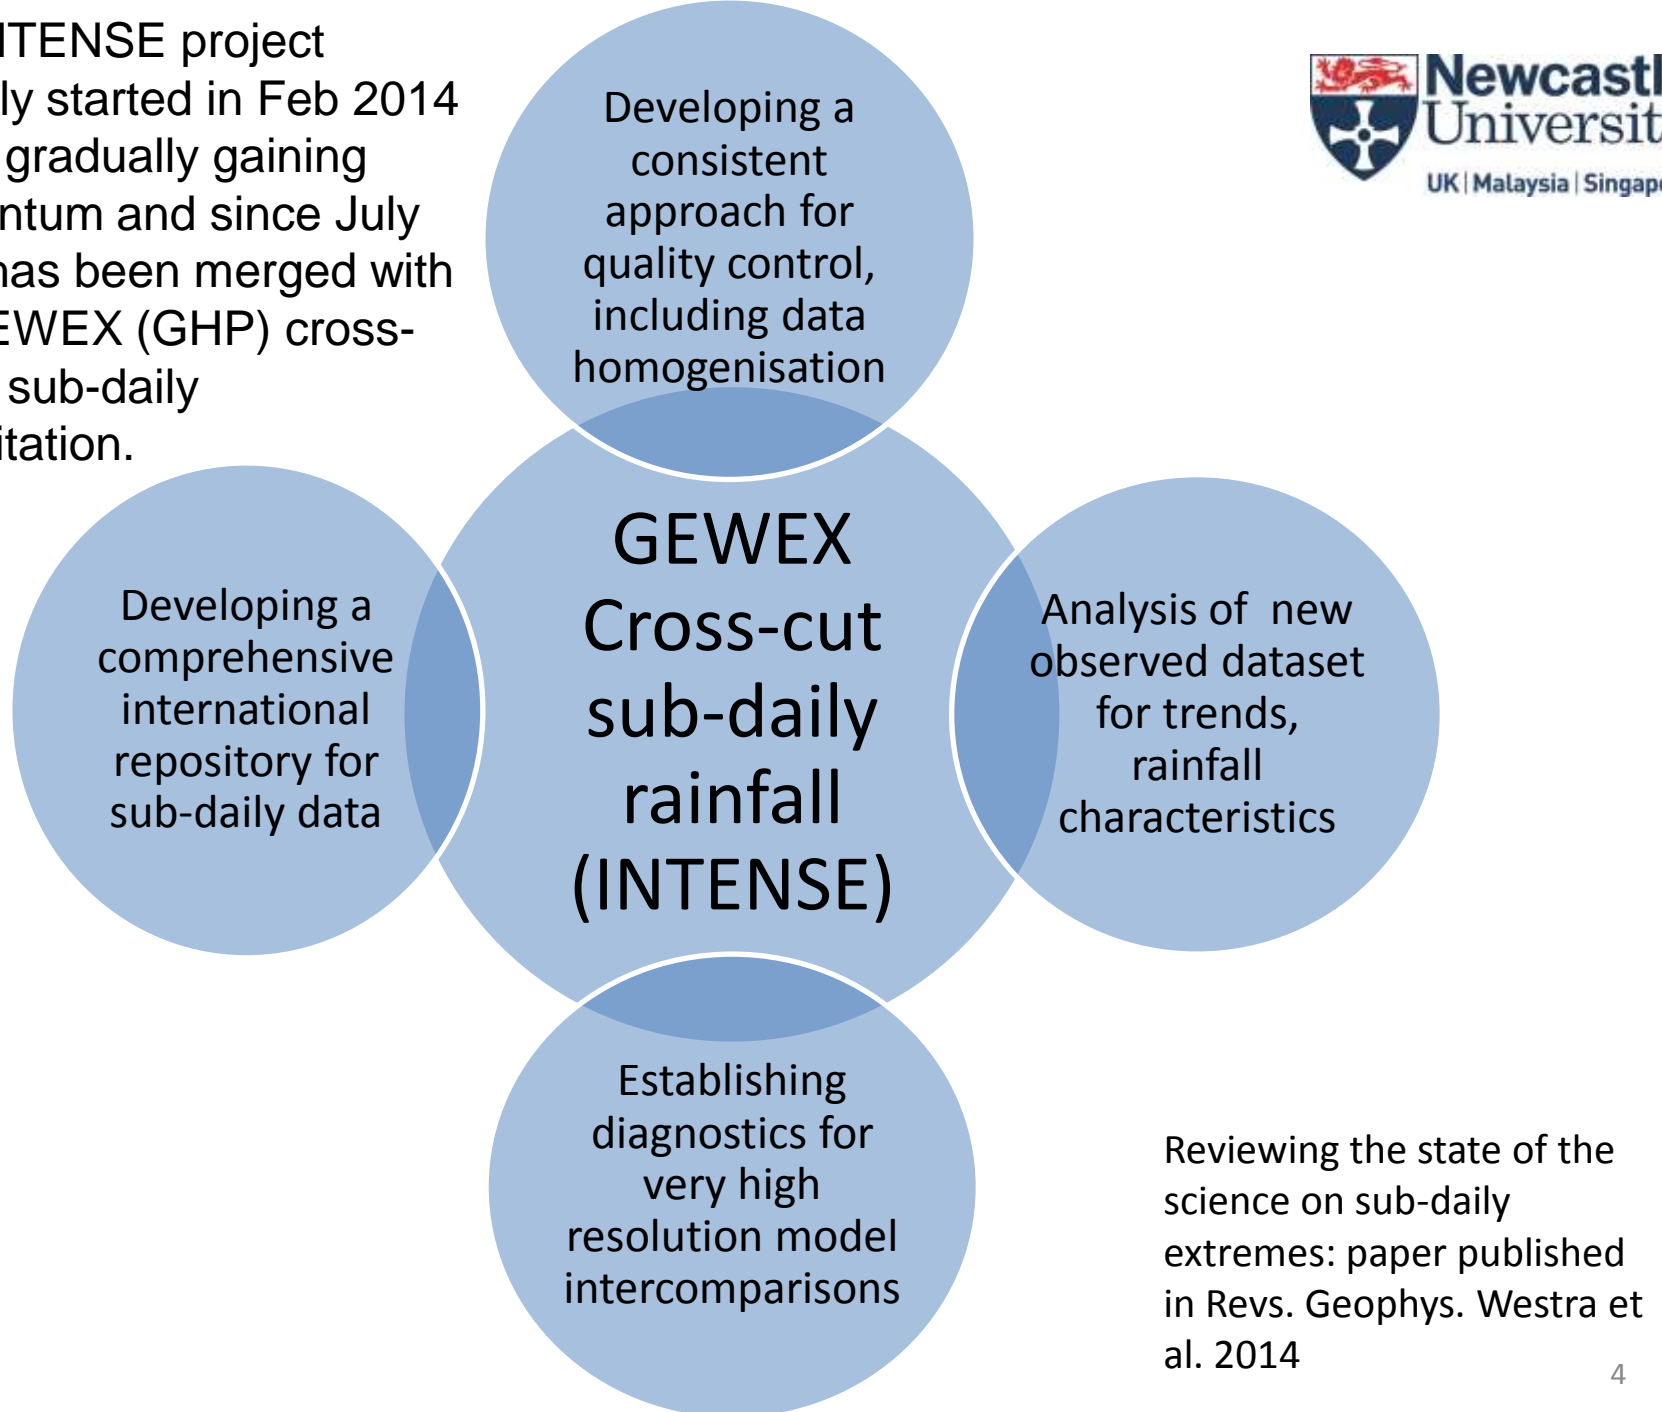 ITENSE project
ly started in Feb 2014
gradually gaining
ntum and since July
has been merged with
EWEX (GHP) cross-
sub-daily
itation.
Newcastl
Universit
UK | Malaysia | Singap
Developing a
consistent
approach for
quality control,
including data
homogenisation
Developing a
comprehensive
international
repository for
sub-daily data
GEWEX
Cross-cut
sub-daily
rainfall
(INTENSE)
Analysis of new
observed dataset
for trends,
rainfall
characteristics
Establishing
diagnostics for
very high
resolution model
intercomparisons
Reviewing the state of the
science on sub-daily
extremes: paper published
in Revs. Geophys. Westra et
al. 2014
4